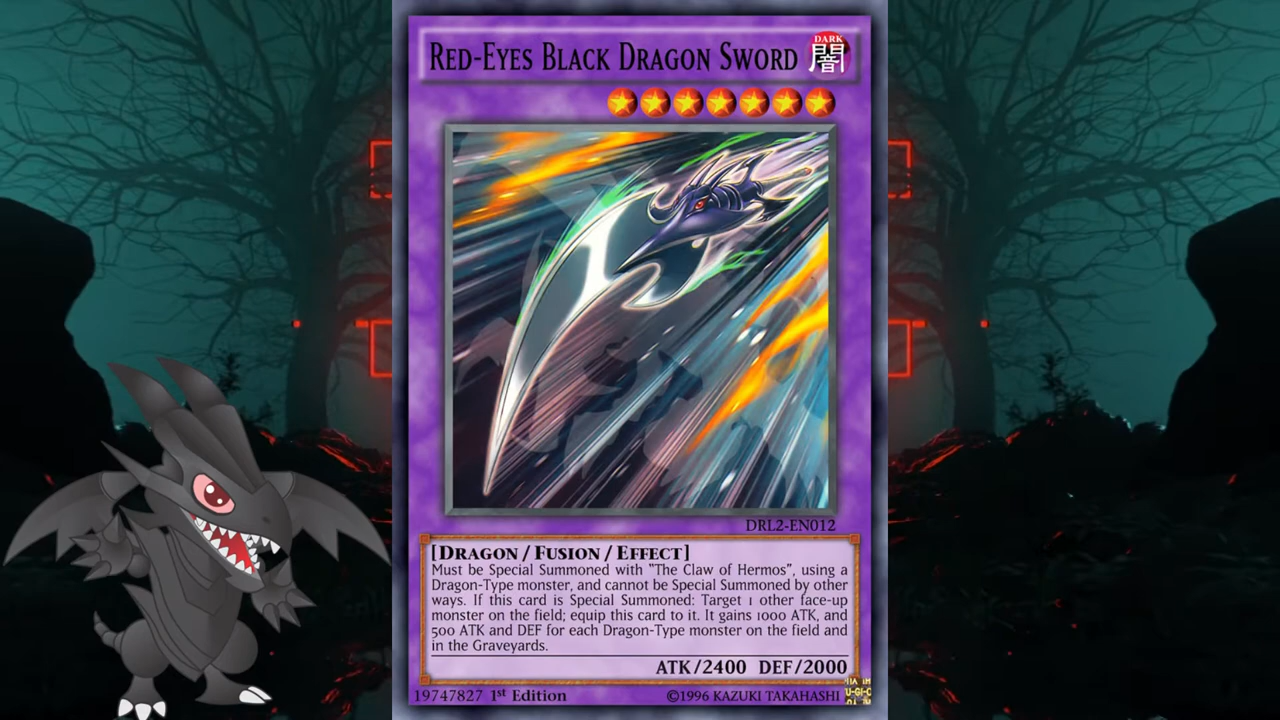 Red-Eyes Black Dragon Sword
DARK
闇
DRL2-EN012
[Dragon / Fusion / Effect]
Must be Special Summoned with "The Claw of Hermos", using a
Dragon-Type monster, and cannot be Special Summoned by other
ways. If this card is Special Summoned: Target 1 other face-up
monster on the field; equip this card to it. It gains 1000 ATK, and
500 ATK and DEF for each Dragon-Type monster on the field and
in the Graveyards.
ATK/2400 DEF/2000
19747827 1st Edition
©1996 KAZUKI TAKAHASHI